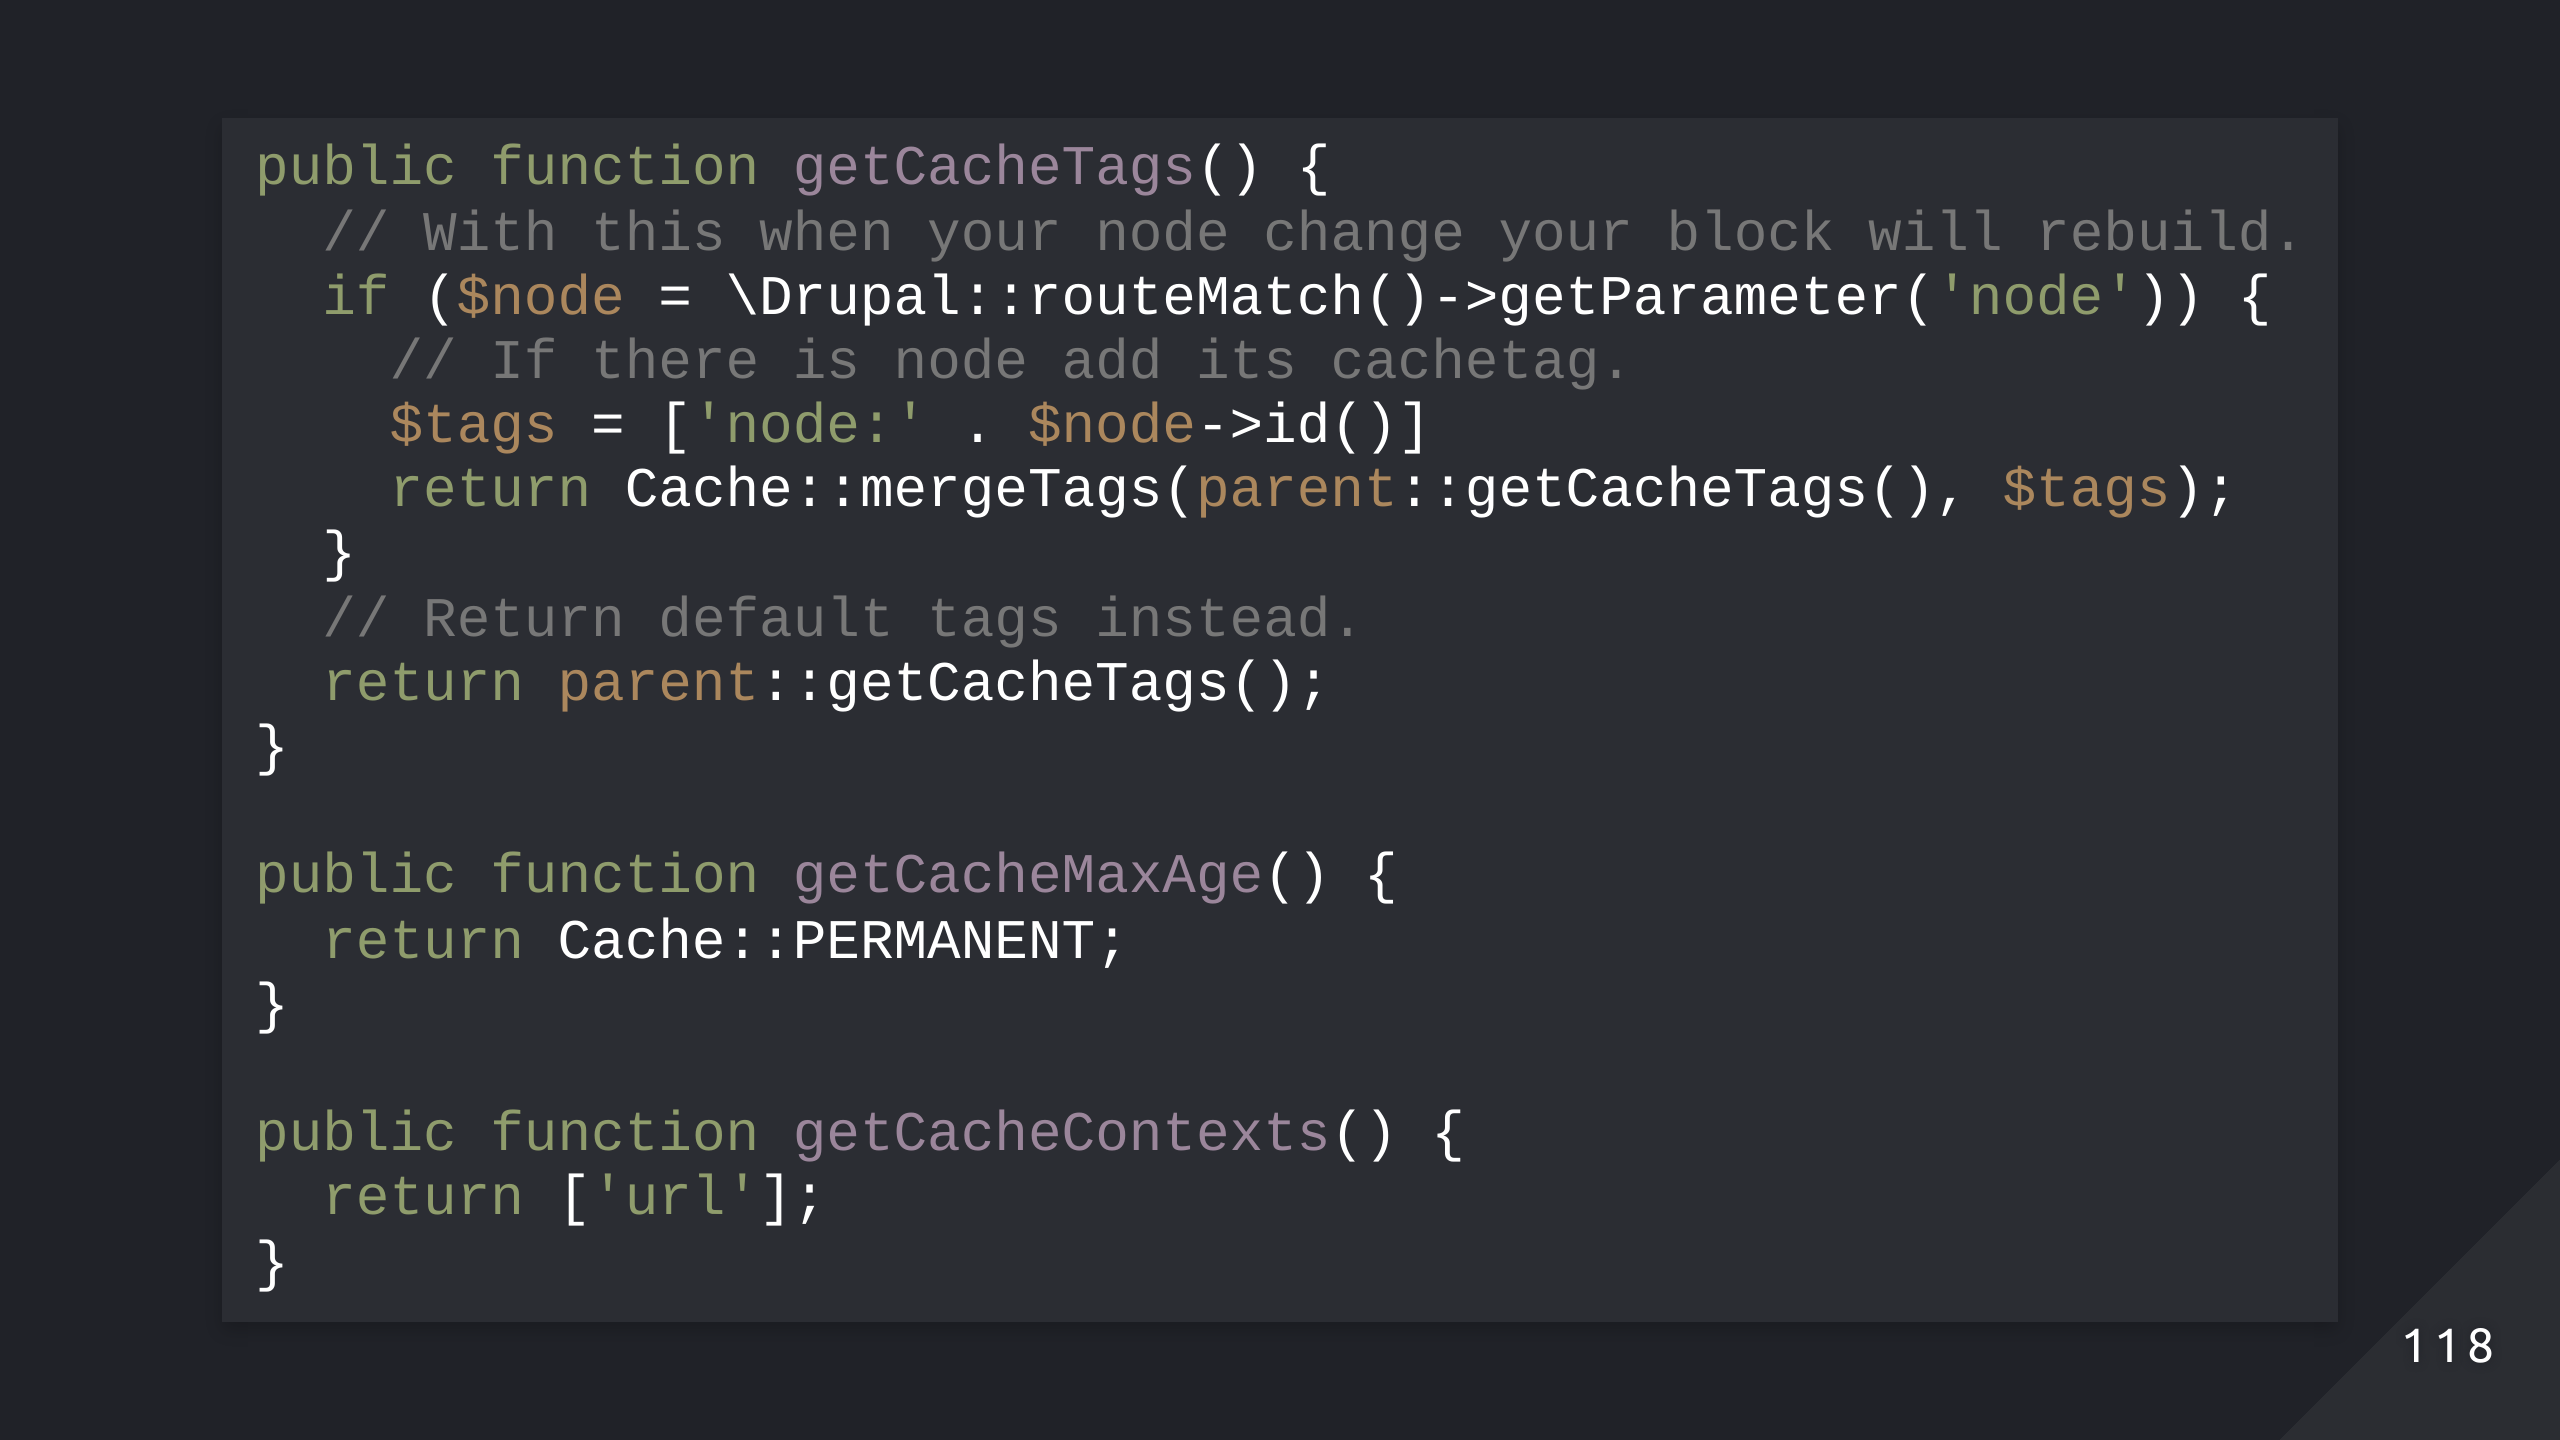 public function getCacheTags() {
  // With this when your node change your block will rebuild.
  if ($node = \Drupal::routeMatch()->getParameter('node')) {
    // If there is node add its cachetag.
    $tags = ['node:' . $node->id()]
    return Cache::mergeTags(parent::getCacheTags(), $tags);
  }
  // Return default tags instead.
  return parent::getCacheTags();
}

public function getCacheMaxAge() {
  return Cache::PERMANENT;
}

public function getCacheContexts() {
  return ['url'];
}
118